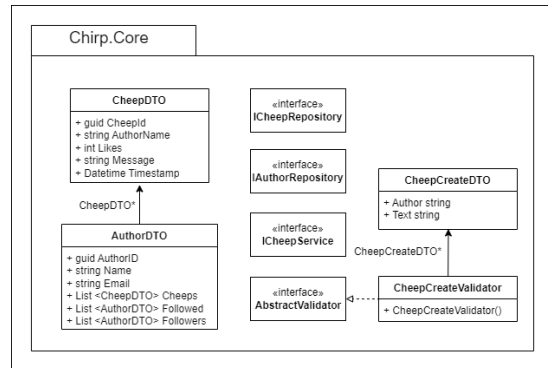 Chirp.Core
CheepDTO
+ guid CheepId
+ string AuthorName
+ int Likes
+ string Message
+ Datetime Timestamp
CheepDTO*
AuthorDTO
+ guid AuthorID
+ string Name
+ string Email
+ List <CheepDTO> Cheeps
+ List <AuthorDTO> Followed
+ List <AuthorDTO> Followers
«interface»
ICheepRepository
«interface»
IAuthorRepository
«interface»
ICheepService
«interface»
AbstractValidator
CheepCreateDTO
+ Author string
+ Text string
CheepCreateDTO*
CheepCreateValidator
+ CheepCreateValidator()